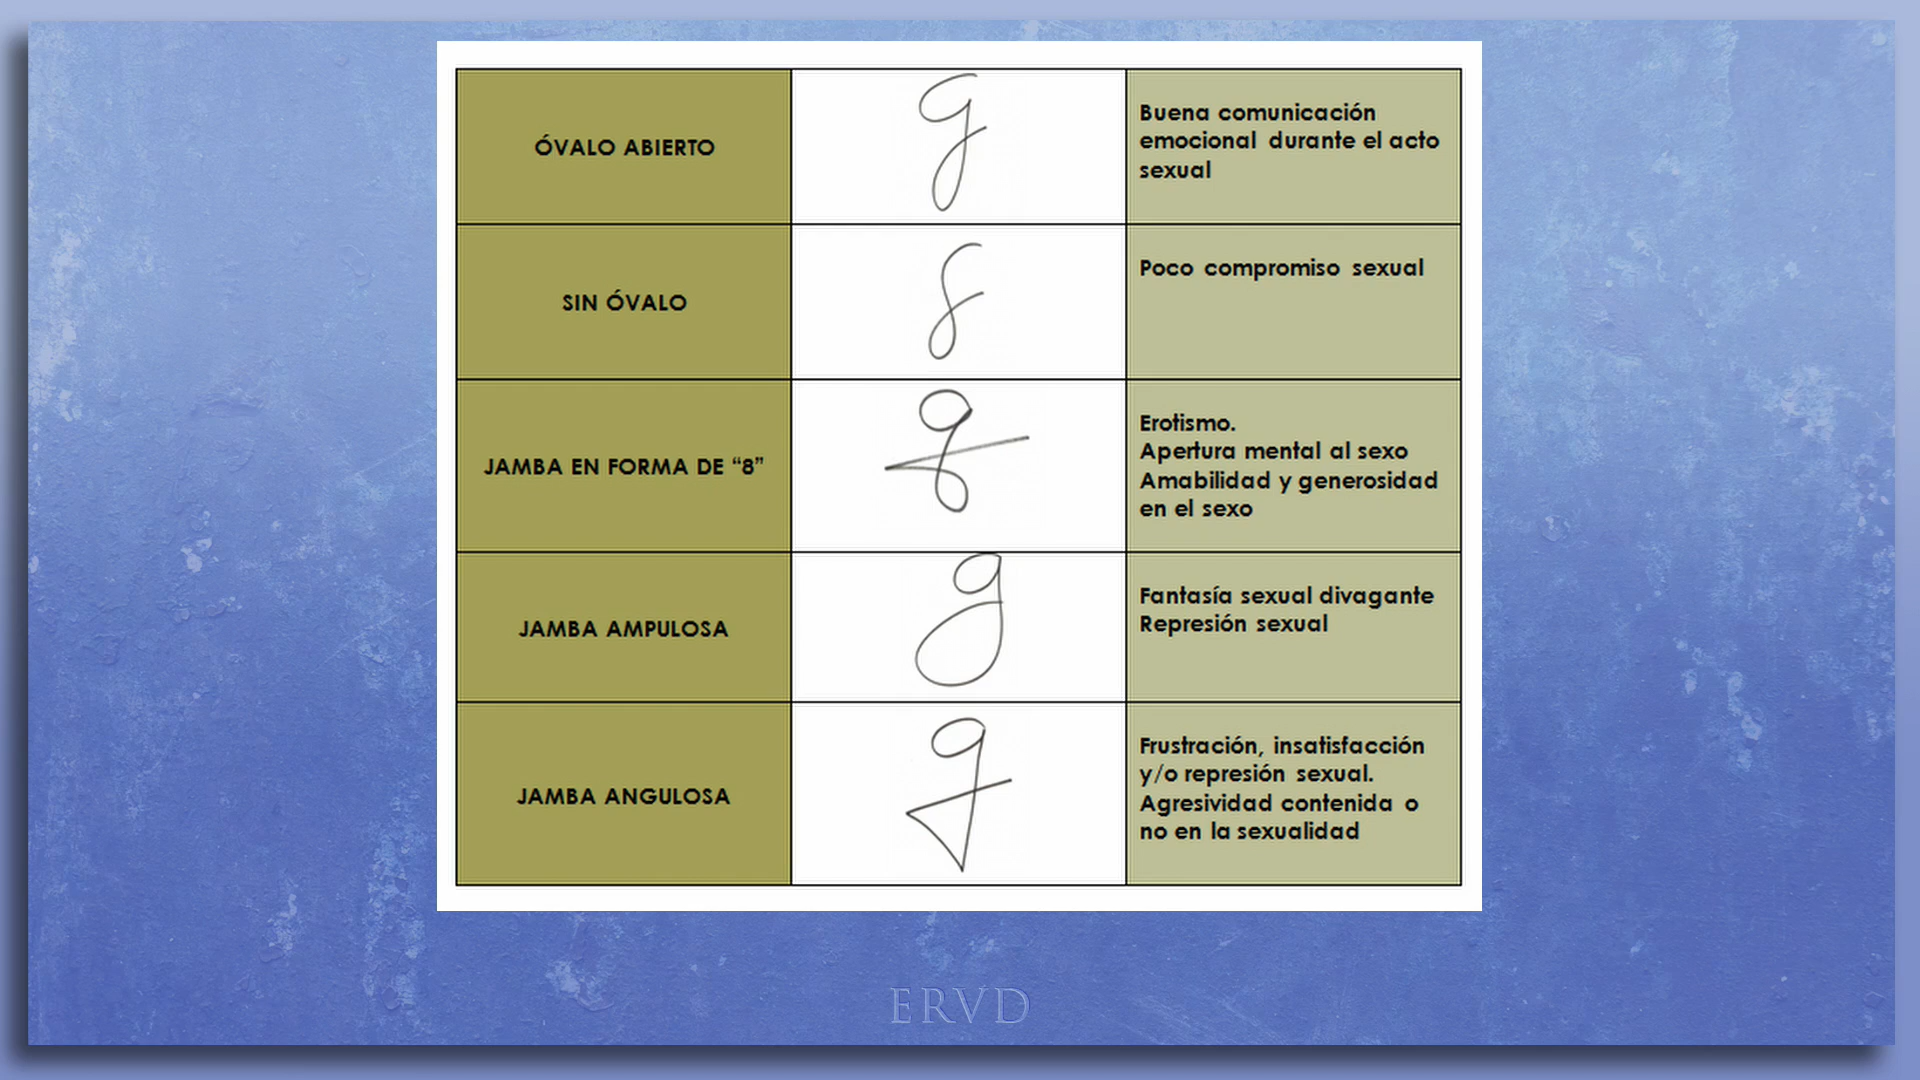 ÓVALO ABIERTO
g
Buena comunicación
emocional durante el acto
sexual
SIN ÓVALO
Poco compromiso sexual
JAMBA EN FORMA DE “8”
g
Erotismo.
Apertura mental al sexo
Amabilidad y generosidad
en el sexo
JAMBA AMPULOSA
g
Fantasía sexual divagante
Represión sexual
JAMBA ANGULOSA
g
Frustración, insatisfacción
y/o represión sexual.
Agresividad contenida o
no en la sexualidad
ERVD